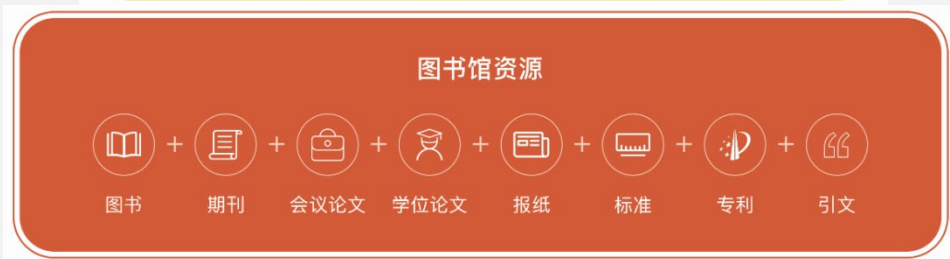 图书馆资源
图书 + 期刊 + 会议论文 + 学位论文 + 报纸 + 标准 + 专利 + 引文